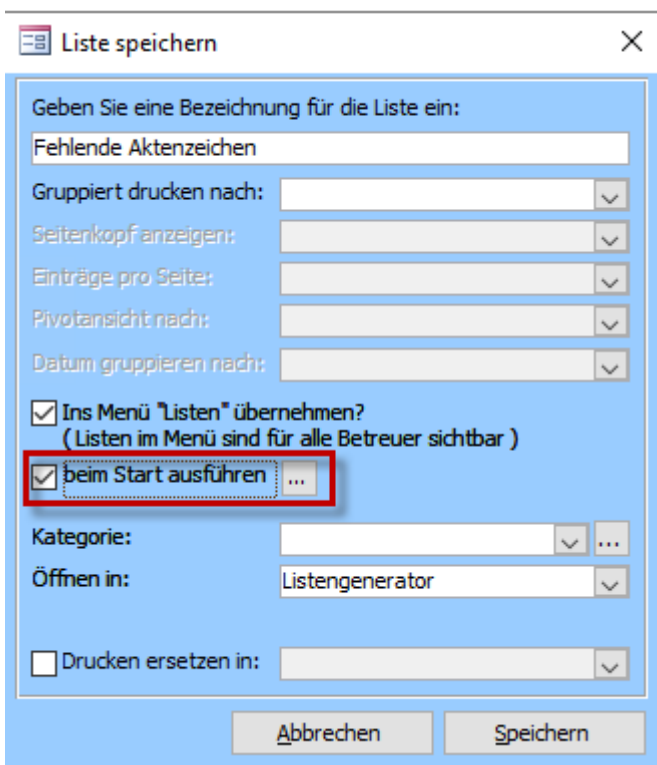 Liste speichern
Geben Sie eine Bezeichnung für die Liste ein:
Fehlende Aktenzeichen
Gruppiert drucken nach:
Seitenkopf anzeigen:
Einträge pro Seite:
Pivotansicht nach:
Datum gruppieren nach:
Ins Menü "Listen" übernehmen?
( Listen im Menü sind für alle Betreuer sichtbar )
beim Start ausführen ...
Kategorie: ...
Öffnen in: Listengenerator
Drucken ersetzen in:
Abbrechen Speichern